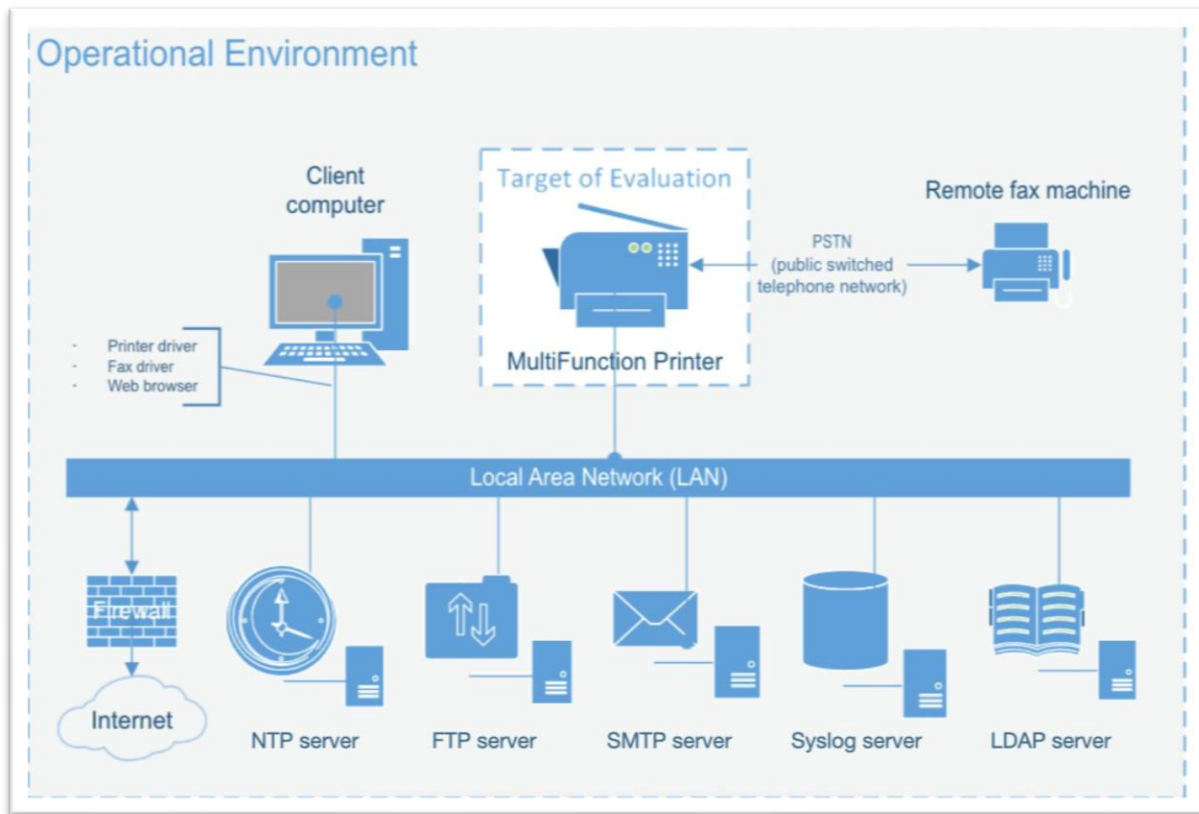 Operational Environment
Client
computer
Target of Evaluation
MultiFunction Printer
PSTN
(public switched
telephone network)
Remote fax machine
- Printer driver
- Fax driver
- Web browser
Local Area Network (LAN)
Firewall
Internet
NTP server
FTP server
SMTP server
Syslog server
LDAP server